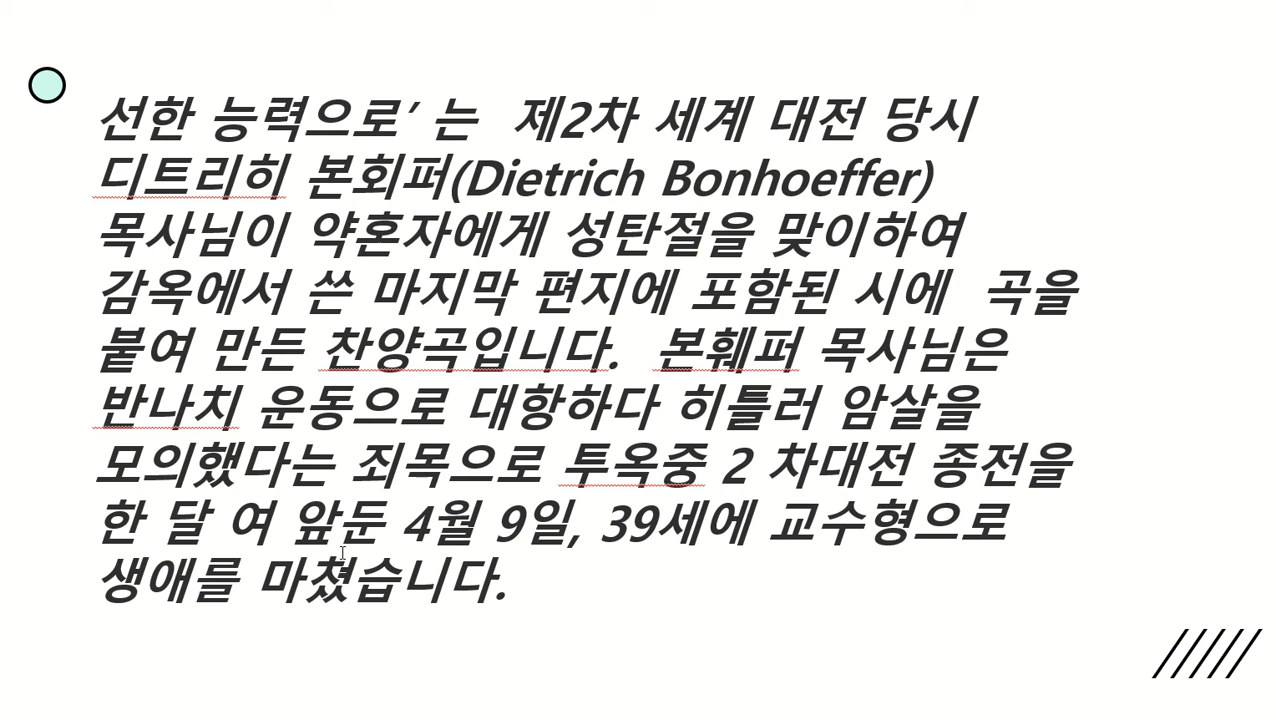 선한 능력으로’ 는 제2차 세계 대전 당시
디트리히 본회퍼(Dietrich Bonhoeffer)
목사님이 약혼자에게 성탄절을 맞이하여
감옥에서 쓴 마지막 편지에 포함된 시에 곡을
붙여 만든 찬양곡입니다. 본훼퍼 목사님은
반나치 운동으로 대항하다 히틀러 암살을
모의했다는 죄목으로 투옥중 2 차대전 종전을
한 달 여 앞둔 4월 9일, 39세에 교수형으로
생애를 마쳤습니다.